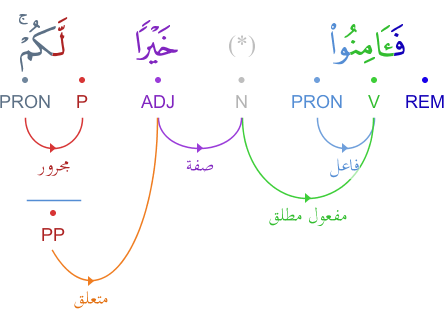 فَـَٔامِنُوا۟ (*) خَيْرًا لَّكُمْ ۚ
REM V PRON N ADJ P PRON
فاعل صفة مجرور
مفعول مطلق
PP
متعلق